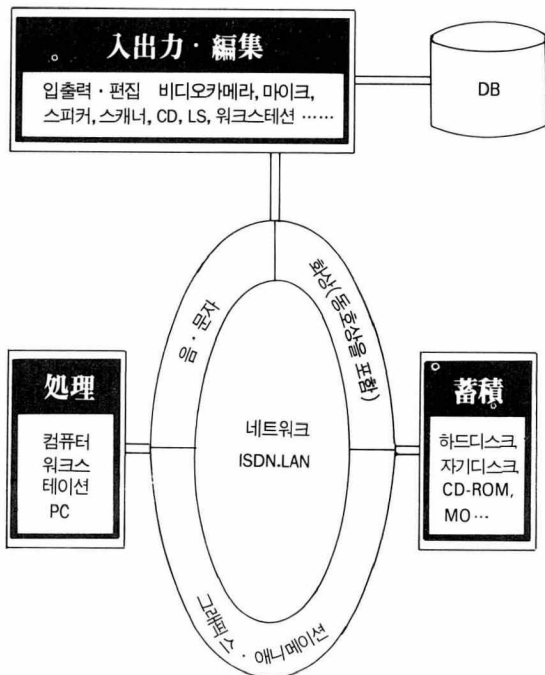 入出力・編集
입출력・편집 비디오카메라, 마이크,
스피커, 스캐너, CD, LS, 워크스테션 ……
DB
음・문자
화상(동호상을 포함)
処理
컴퓨터
워크스
테이션
PC
네트워크
ISDN.LAN
蓄積
하드디스크,
자기디스크,
CD-ROM,
MO …
그래픽스・애니메이션